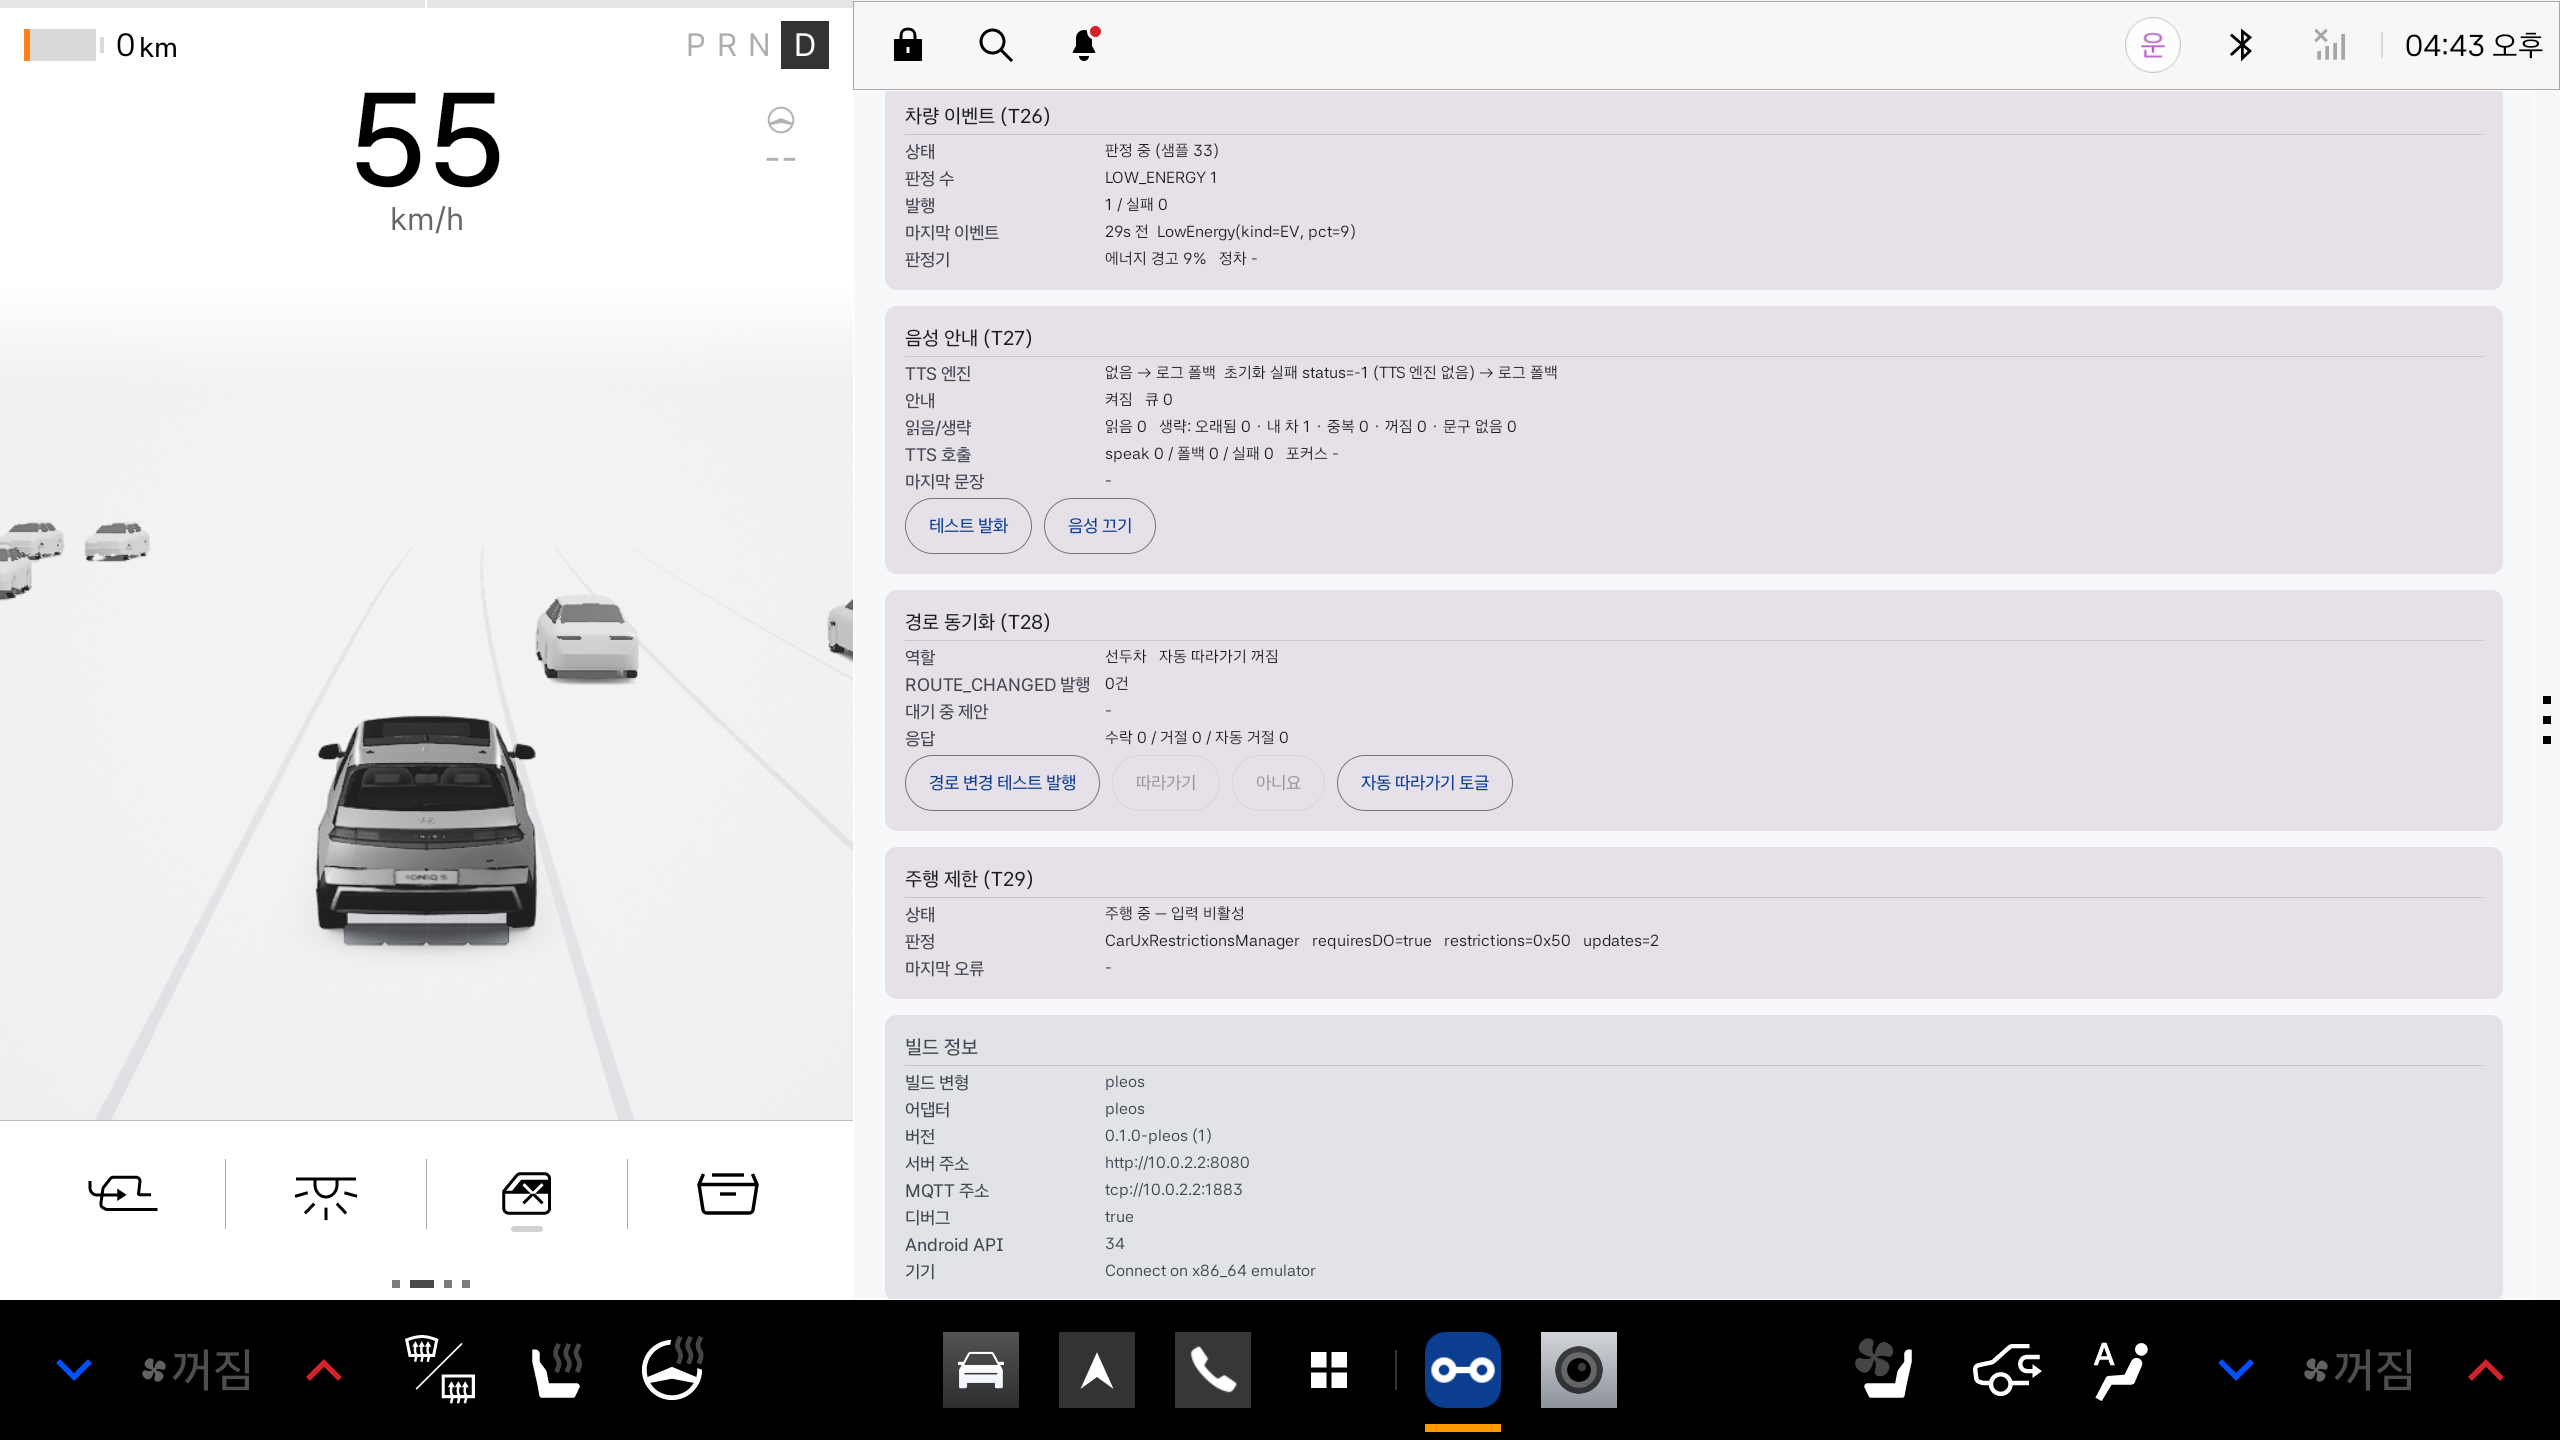 0 km
P R N D
55
km/h
--
운
04:43 오후
차량 이벤트 (T26)
상태 판정 중 (샘플 33)
판정 수 LOW_ENERGY 1
발행 1 / 실패 0
마지막 이벤트 29s 전 LowEnergy(kind=EV, pct=9)
판정기 에너지 경고 9% 정차 -
음성 안내 (T27)
TTS 엔진 없음 → 로그 폴백 초기화 실패 status=-1 (TTS 엔진 없음) → 로그 폴백
안내 켜짐 큐 0
읽음/생략 읽음 0 생략: 오래됨 0 · 내 차 1 · 중복 0 · 꺼짐 0 · 문구 없음 0
TTS 호출 speak 0 / 폴백 0 / 실패 0 포커스 -
마지막 문장 -
테스트 발화 음성 끄기
경로 동기화 (T28)
역할 선두차 자동 따라가기 꺼짐
ROUTE_CHANGED 발행 0건
대기 중 제안 -
응답 수락 0 / 거절 0 / 자동 거절 0
경로 변경 테스트 발행 따라가기 아니요 자동 따라가기 토글
주행 제한 (T29)
상태 주행 중 — 입력 비활성
판정 CarUxRestrictionsManager requiresDO=true restrictions=0x50 updates=2
마지막 오류 -
빌드 정보
빌드 변형 pleos
어댑터 pleos
버전 0.1.0-pleos (1)
서버 주소 http://10.0.2.2:8080
MQTT 주소 tcp://10.0.2.2:1883
디버그 true
Android API 34
기기 Connect on x86_64 emulator
꺼짐
A
꺼짐